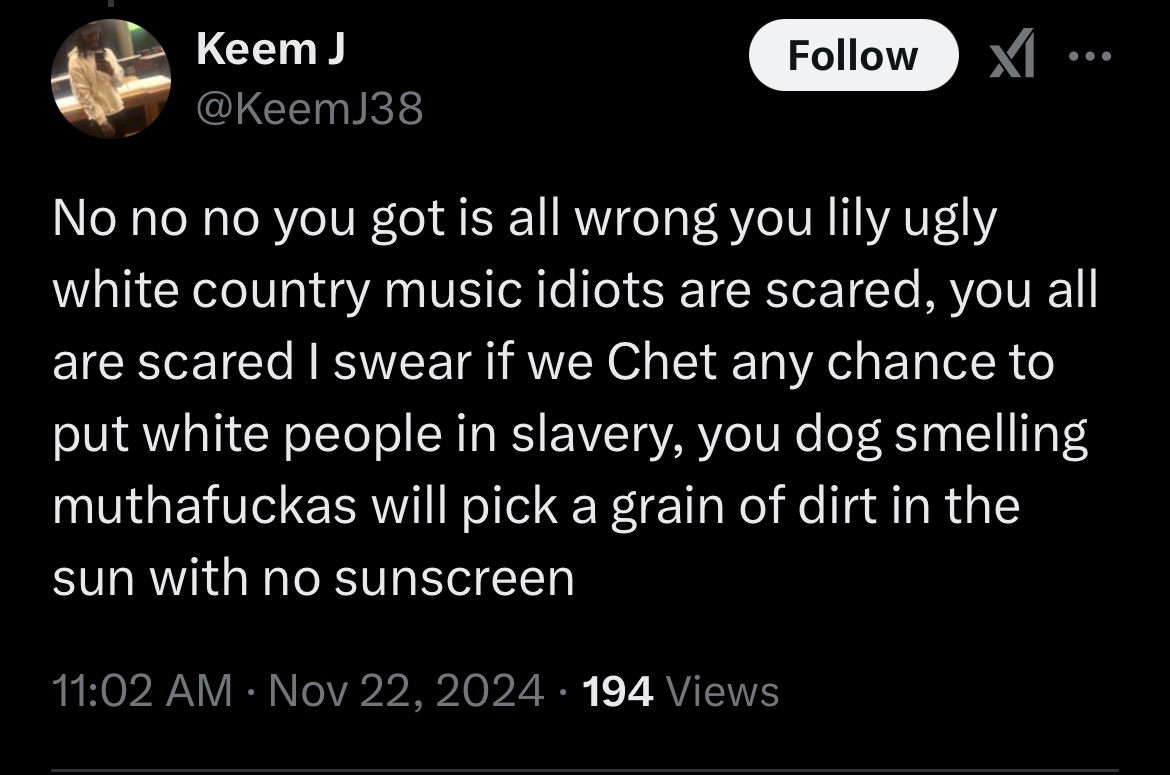 Keem J
Follow
@KeemJ38
No no no you got is all wrong you lily ugly
white country music idiots are scared, you all
are scared I swear if we Chet any chance to
put white people in slavery, you dog smelling
muthafuckas will pick a grain of dirt in the
sun with no sunscreen
11:02 AM · Nov 22, 2024 · 194 Views